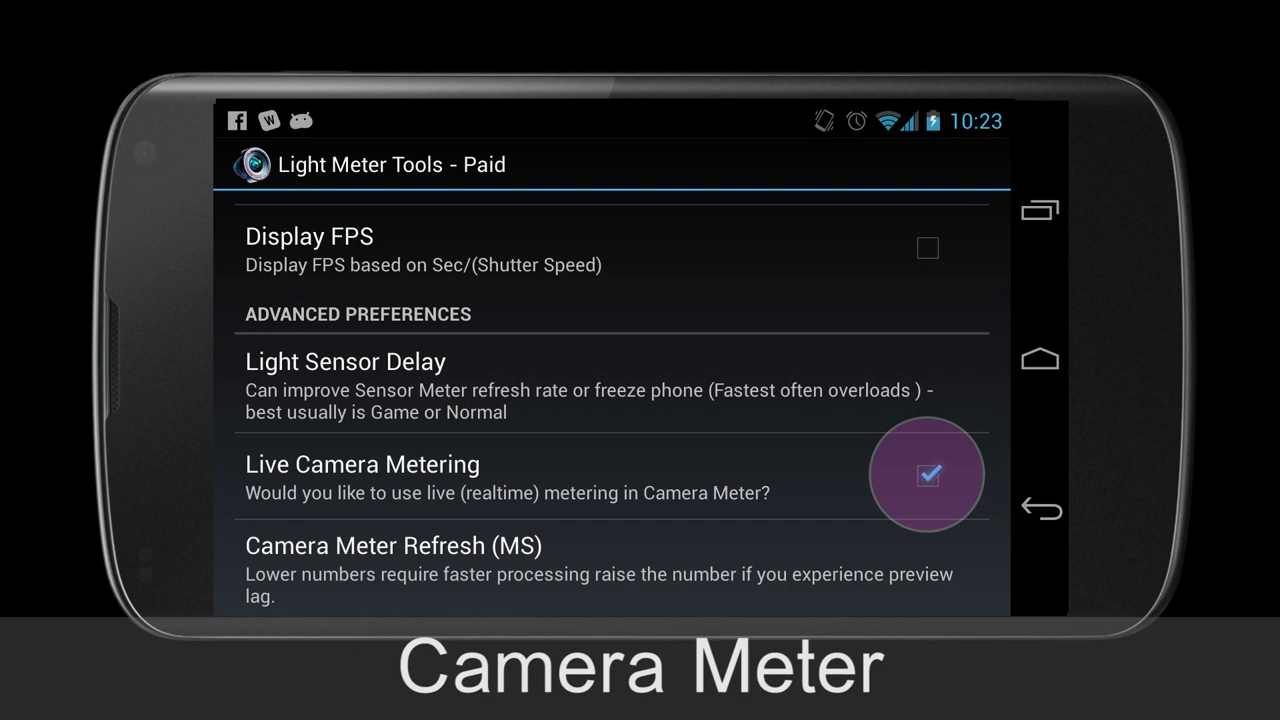 10:23
Light Meter Tools - Paid
Display FPS
Display FPS based on Sec/(Shutter Speed)
ADVANCED PREFERENCES
Light Sensor Delay
Can improve Sensor Meter refresh rate or freeze phone (Fastest often overloads ) -
best usually is Game or Normal
Live Camera Metering
Would you like to use live (realtime) metering in Camera Meter?
Camera Meter Refresh (MS)
Lower numbers require faster processing raise the number if you experience preview
lag.
Camera Meter